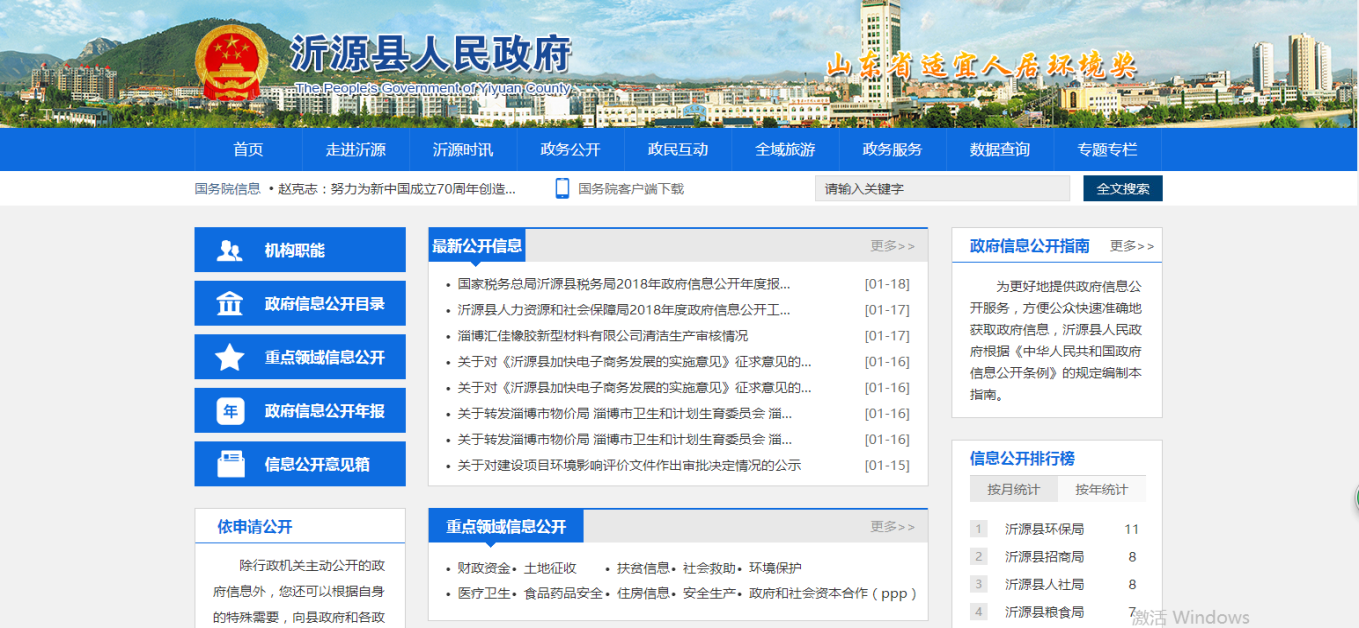 沂源县人民政府
The People's Government of Yiyuan County
山东省适宜人居环境奖
首页 走进沂源 沂源时讯 政务公开 政民互动 全域旅游 政务服务 数据查询 专题专栏
国务院信息 • 赵克志：努力为新中国成立70周年创造... 国务院客户端下载 请输入关键字 全文搜索
机构职能
政府信息公开目录
重点领域信息公开
年 政府信息公开年报
信息公开意见箱
依申请公开
除行政机关主动公开的政
府信息外，您还可以根据自身
的特殊需要，向县政府和各政
最新公开信息 更多>>
• 国家税务总局沂源县税务局2018年政府信息公开年度报... [01-18]
• 沂源县人力资源和社会保障局2018年度政府信息公开工... [01-17]
• 淄博汇佳橡胶新型材料有限公司清洁生产审核情况 [01-17]
• 关于对《沂源县加快电子商务发展的实施意见》征求意见的... [01-16]
• 关于对《沂源县加快电子商务发展的实施意见》征求意见的... [01-16]
• 关于转发淄博市物价局 淄博市卫生和计划生育委员会 淄... [01-16]
• 关于转发淄博市物价局 淄博市卫生和计划生育委员会 淄... [01-16]
• 关于对建设项目环境影响评价文件作出审批决定情况的公示 [01-15]
重点领域信息公开 更多>>
• 财政资金 • 土地征收 • 扶贫信息 • 社会救助 • 环境保护
• 医疗卫生 • 食品药品安全 • 住房信息 • 安全生产 • 政府和社会资本合作（ppp）
政府信息公开指南 更多>>
为更好地提供政府信息公
开服务，方便公众快速准确地
获取政府信息，沂源县人民政
府根据《中华人民共和国政府
信息公开条例》的规定编制本
指南。
信息公开排行榜
按月统计 按年统计
1 沂源县环保局 11
2 沂源县招商局 8
3 沂源县人社局 8
4 沂源县粮食局 7
激活 Windows